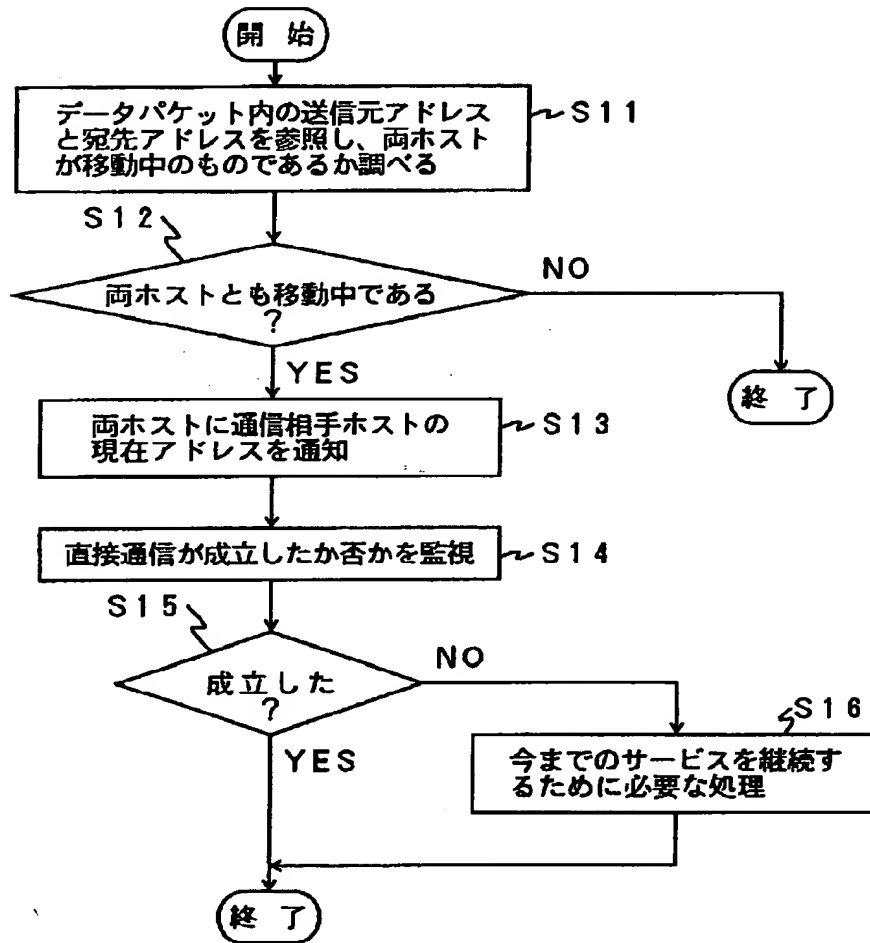 開 始
データパケット内の送信元アドレス
と宛先アドレスを参照し、両ホスト
が移動中のものであるか調べる
S11
S12
両ホストとも移動中である
?
NO
YES
終 了
両ホストに通信相手ホストの
現在アドレスを通知
S13
直接通信が成立したか否かを監視
S14
S15
成立した
?
NO
YES
S16
今までのサービスを継続す
るために必要な処理
終 了